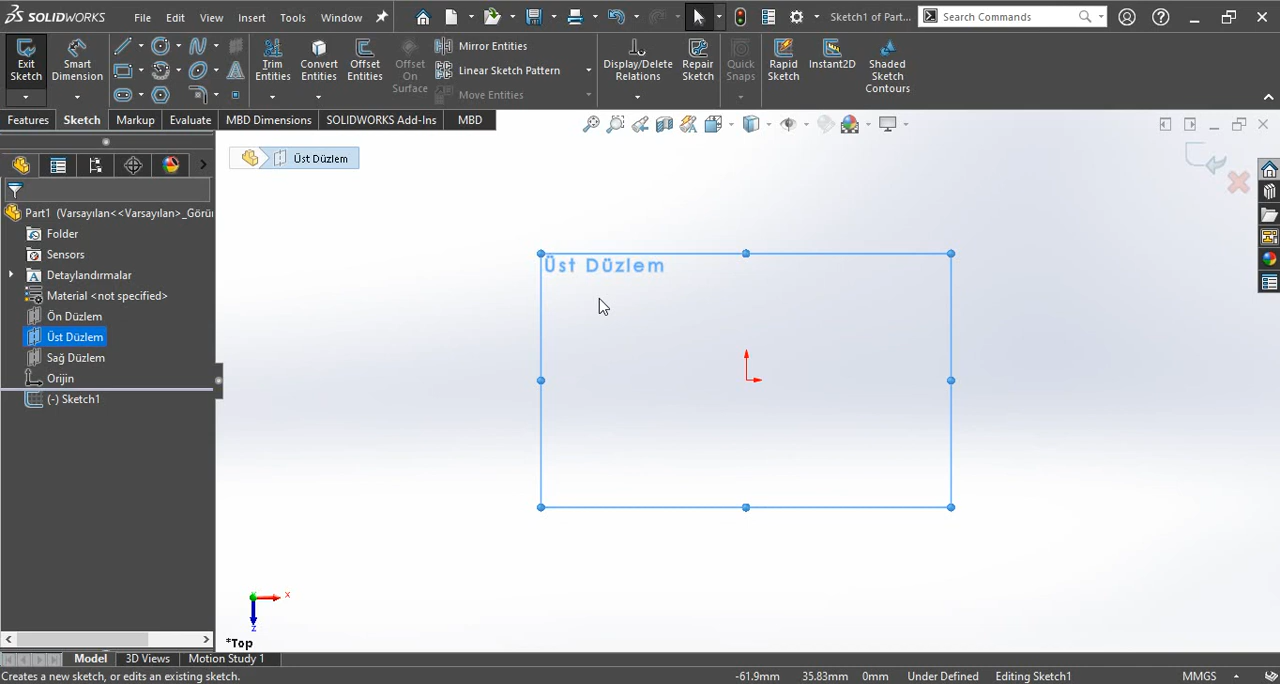 SOLIDWORKS File Edit View Insert Tools Window Sketch1 of Part... Search Commands
Exit Sketch
Smart Dimension
Trim Entities
Convert Entities
Offset Entities
Offset On Surface
Mirror Entities
Linear Sketch Pattern
Move Entities
Display/Delete Relations
Repair Sketch
Quick Snaps
Rapid Sketch
Instant2D
Shaded Sketch Contours
Features Sketch Markup Evaluate MBD Dimensions SOLIDWORKS Add-Ins MBD
Üst Düzlem
Part1 (Varsayılan<<Varsayılan>_Görü
Folder
Sensors
Detaylandırmalar
Material <not specified>
Ön Düzlem
Üst Düzlem
Sağ Düzlem
Orijin
(-) Sketch1
Üst Düzlem
x
z
*Top
Model 3D Views Motion Study 1
Creates a new sketch, or edits an existing sketch. -61.9mm 35.83mm 0mm Under Defined Editing Sketch1 MMGS